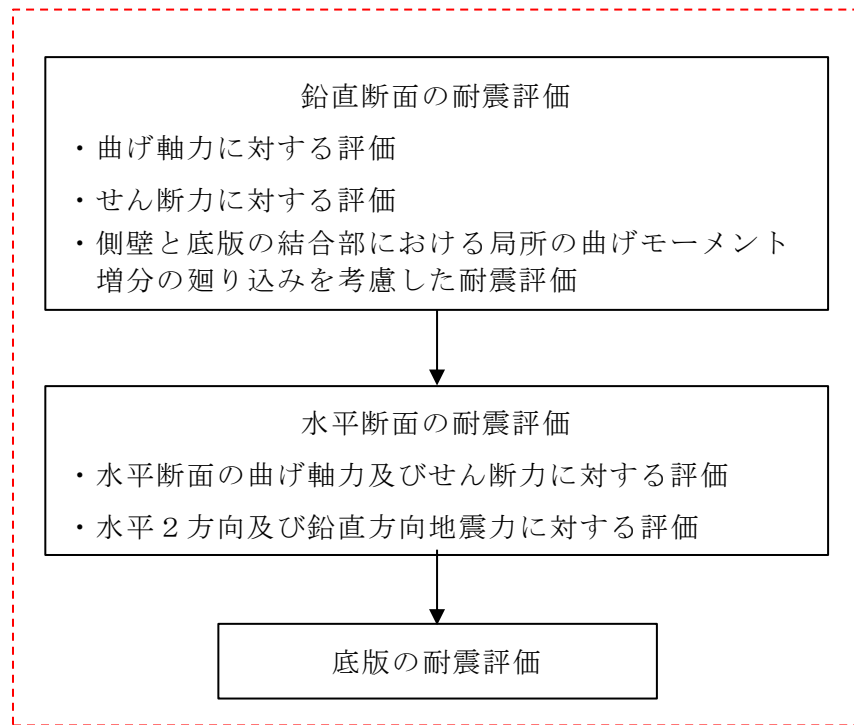 鉛直断面の耐震評価
・曲げ軸力に対する評価
・せん断力に対する評価
・側壁と底版の結合部における局所の曲げモーメント
増分の廻り込みを考慮した耐震評価
水平断面の耐震評価
・水平断面の曲げ軸力及びせん断力に対する評価
・水平２方向及び鉛直方向地震力に対する評価
底版の耐震評価